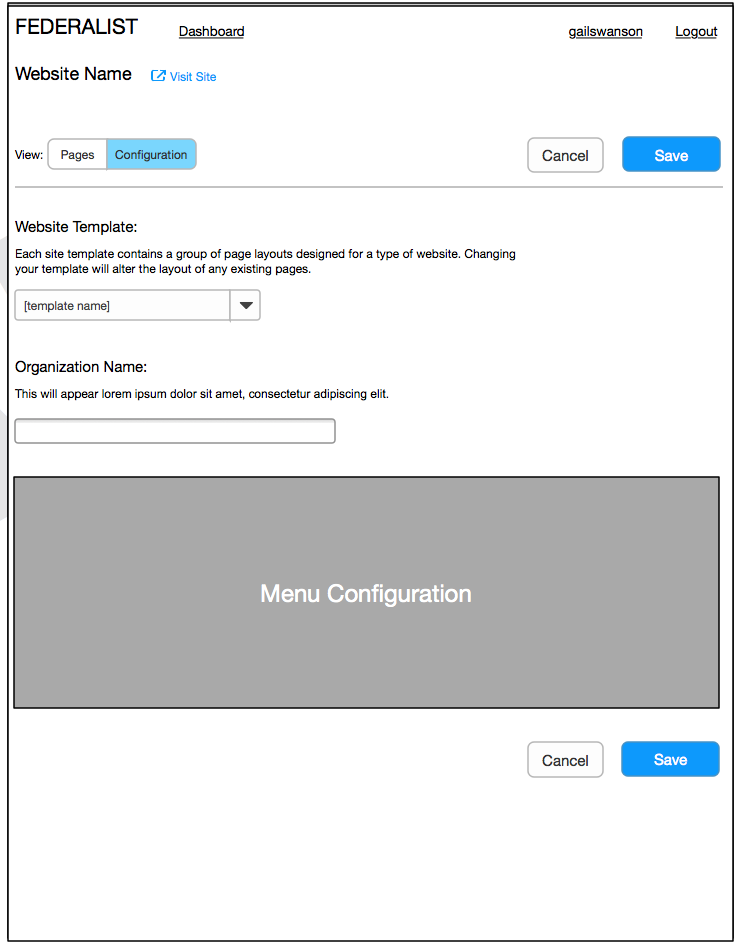 FEDERALIST Dashboard gailswanson Logout
Website Name Visit Site
View: Pages Configuration Cancel Save
Website Template:
Each site template contains a group of page layouts designed for a type of website. Changing
your template will alter the layout of any existing pages.
[template name]
Organization Name:
This will appear lorem ipsum dolor sit amet, consectetur adipiscing elit.
Menu Configuration
Cancel Save